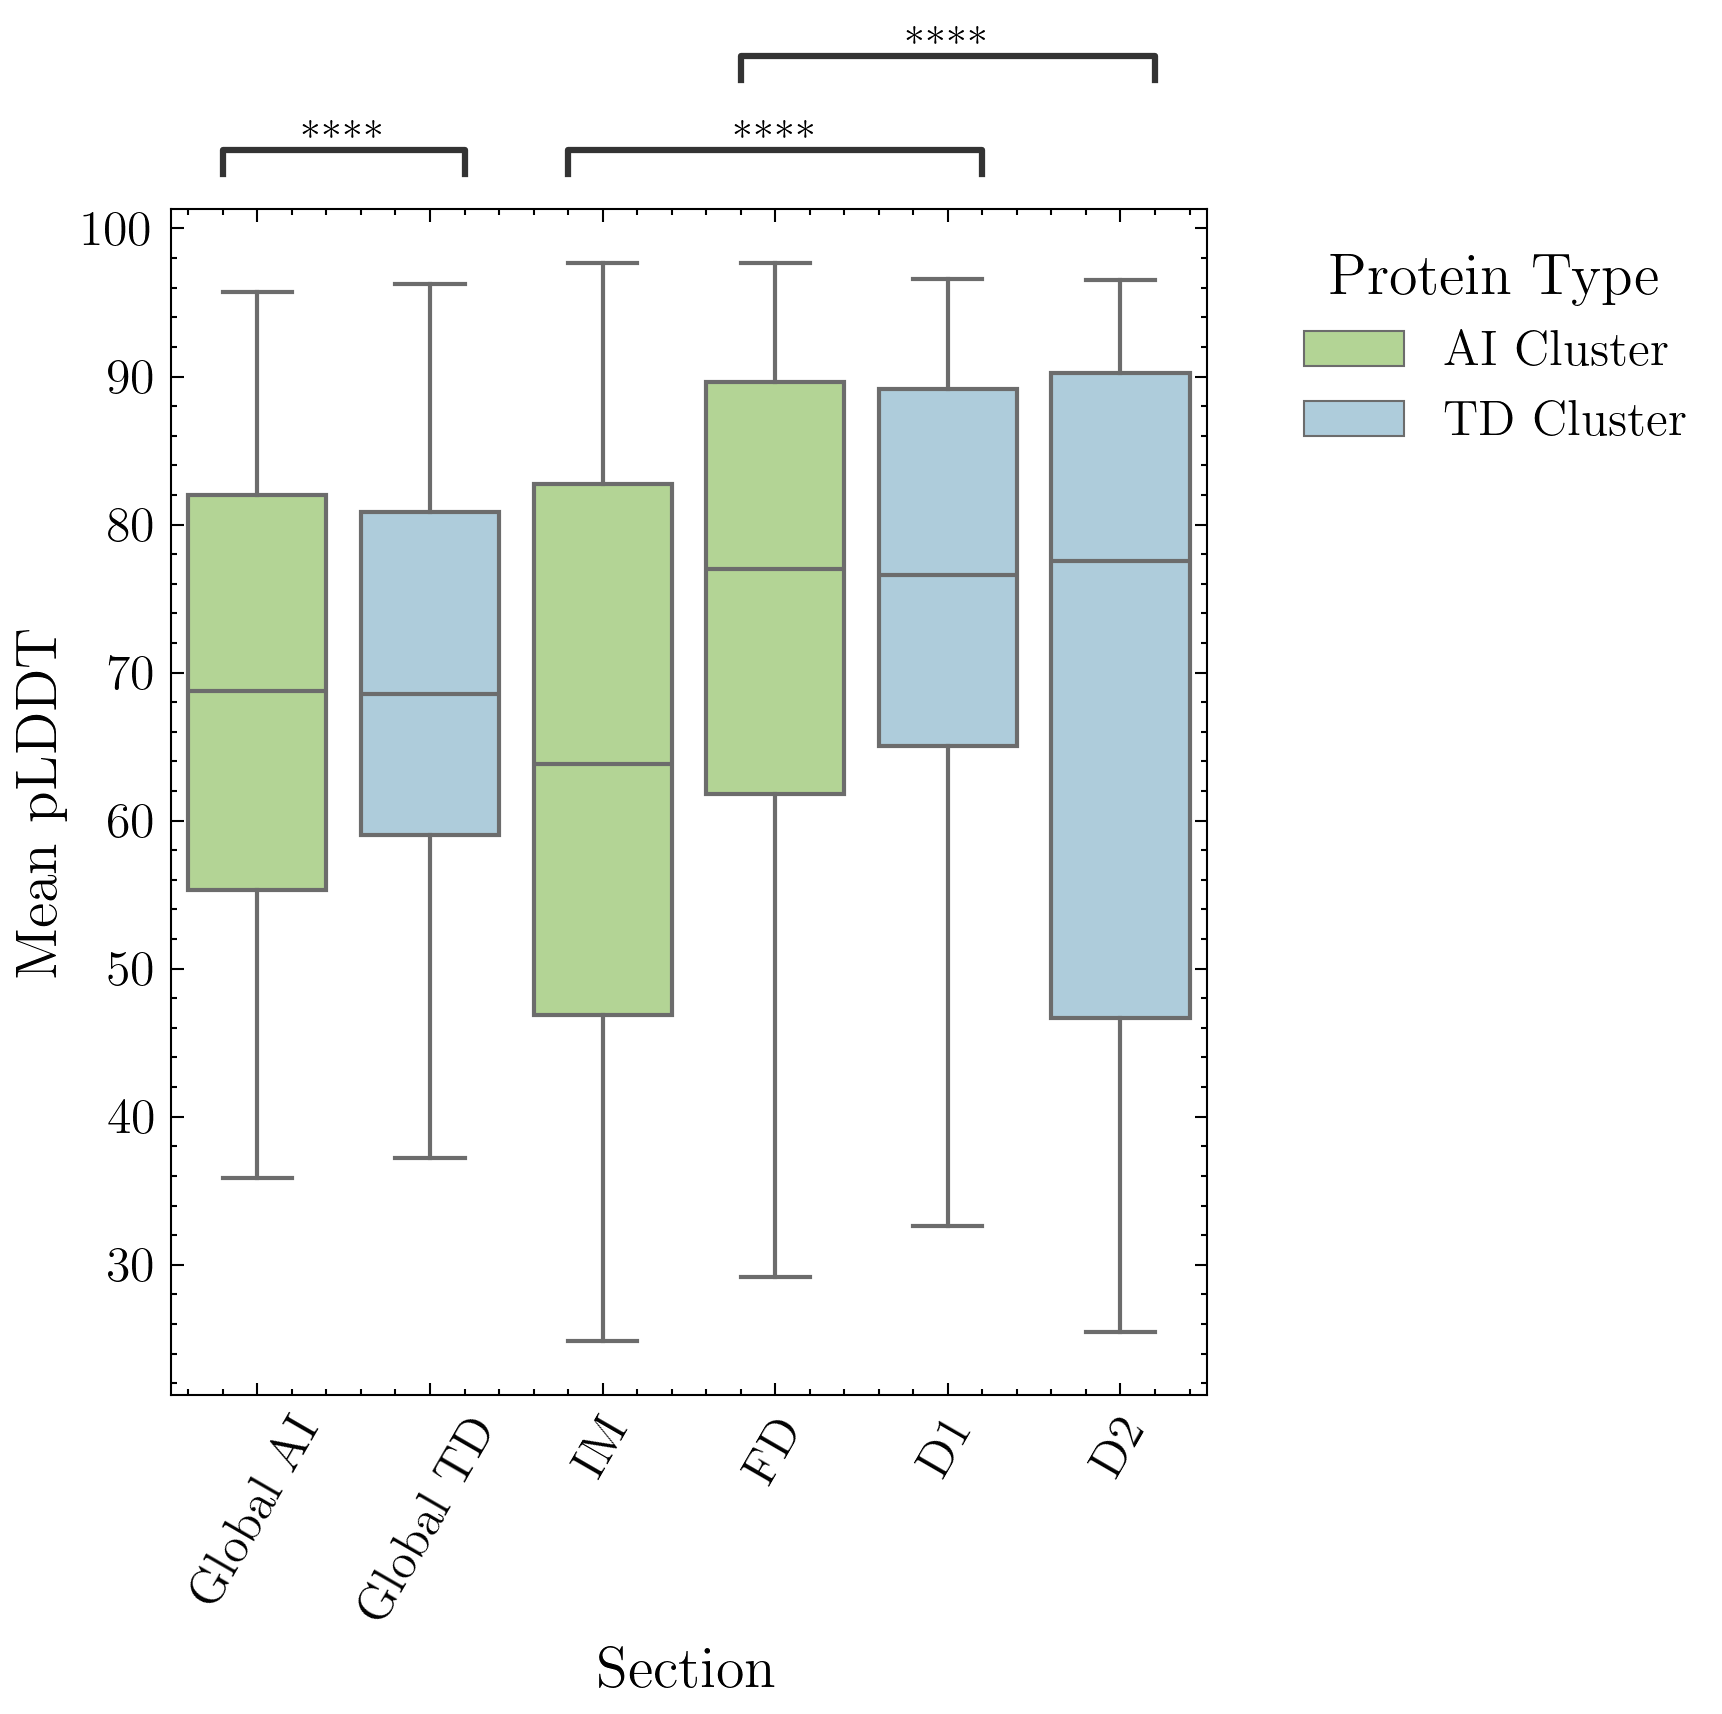 ****
****
****
100
90
80
70
60
50
40
30
Mean pLDDT
Global AI
Global TD
IM
FD
D1
D2
Section
Protein Type
AI Cluster
TD Cluster